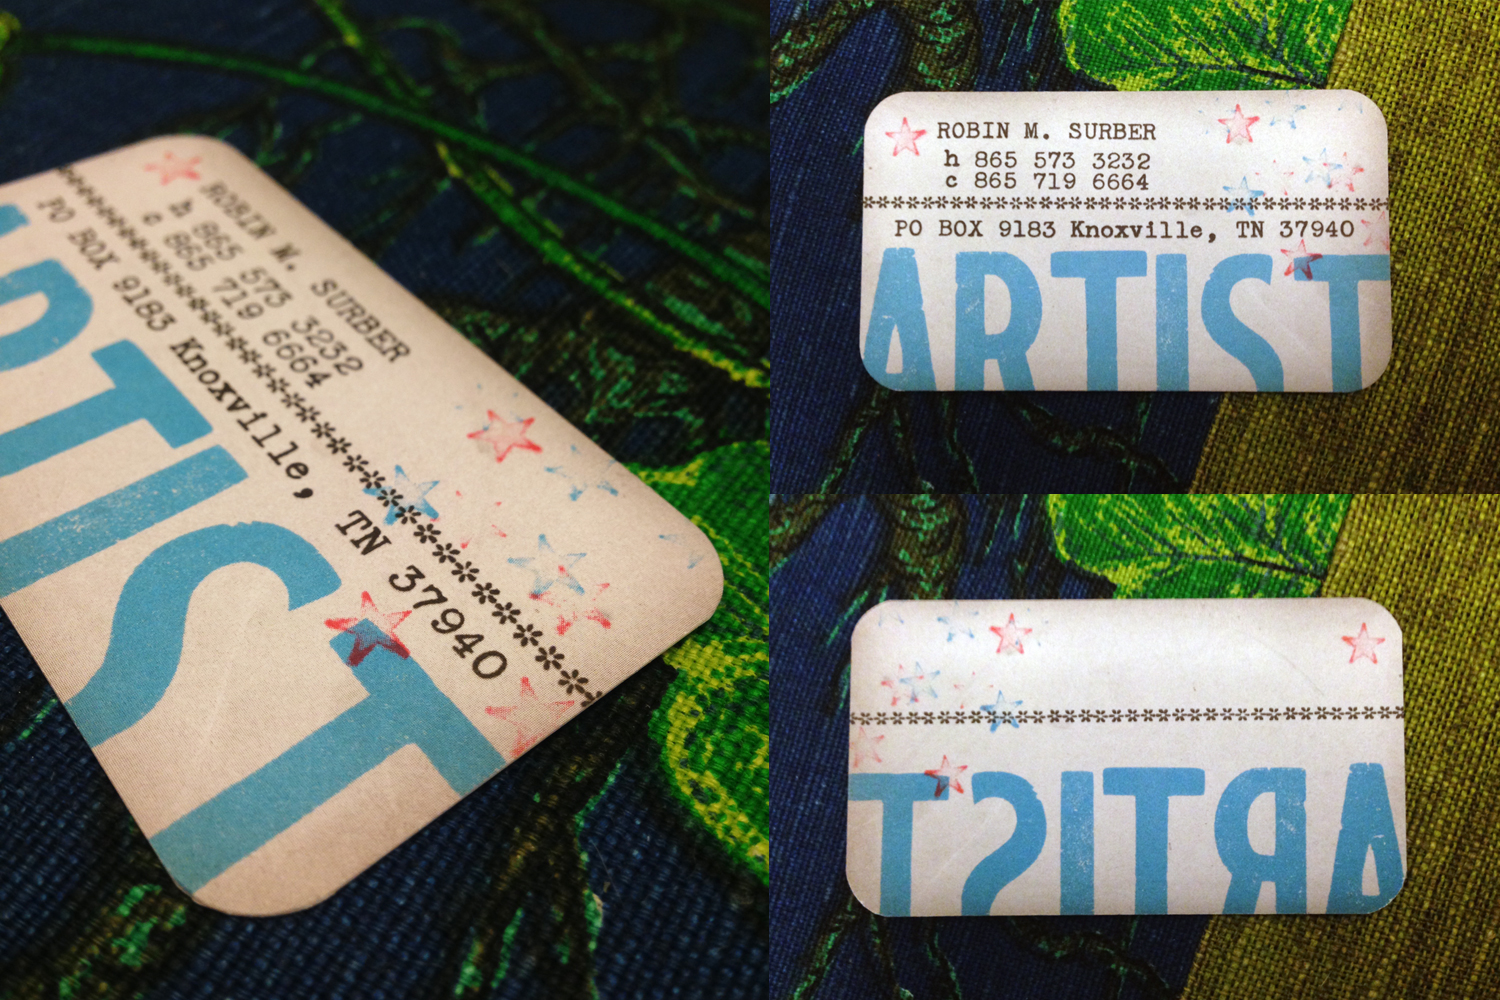 ROBIN M. SURBER
h 865 573 3232
c 865 719 6664
PO BOX 9183 Knoxville, TN 37940
ARTIST
ROBIN M. SURBER
h 865 573 3232
c 865 719 6664
PO BOX 9183 Knoxville, TN 37940
ARTIST
ARTIST